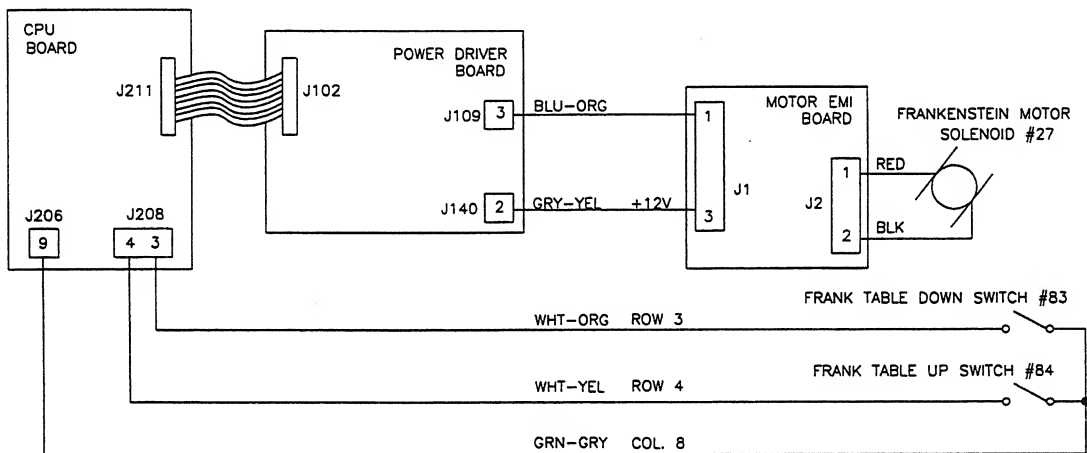 CPU
BOARD
J211
J102
POWER DRIVER
BOARD
J109
3
BLU-ORG
J140
2
GRY-YEL +12V
MOTOR EMI
BOARD
1
3
J1
J2
1
2
RED
BLK
FRANKENSTEIN MOTOR
SOLENOID #27
J206
9
J208
4 3
FRANK TABLE DOWN SWITCH #83
WHT-ORG ROW 3
FRANK TABLE UP SWITCH #84
WHT-YEL ROW 4
GRN-GRY COL. 8